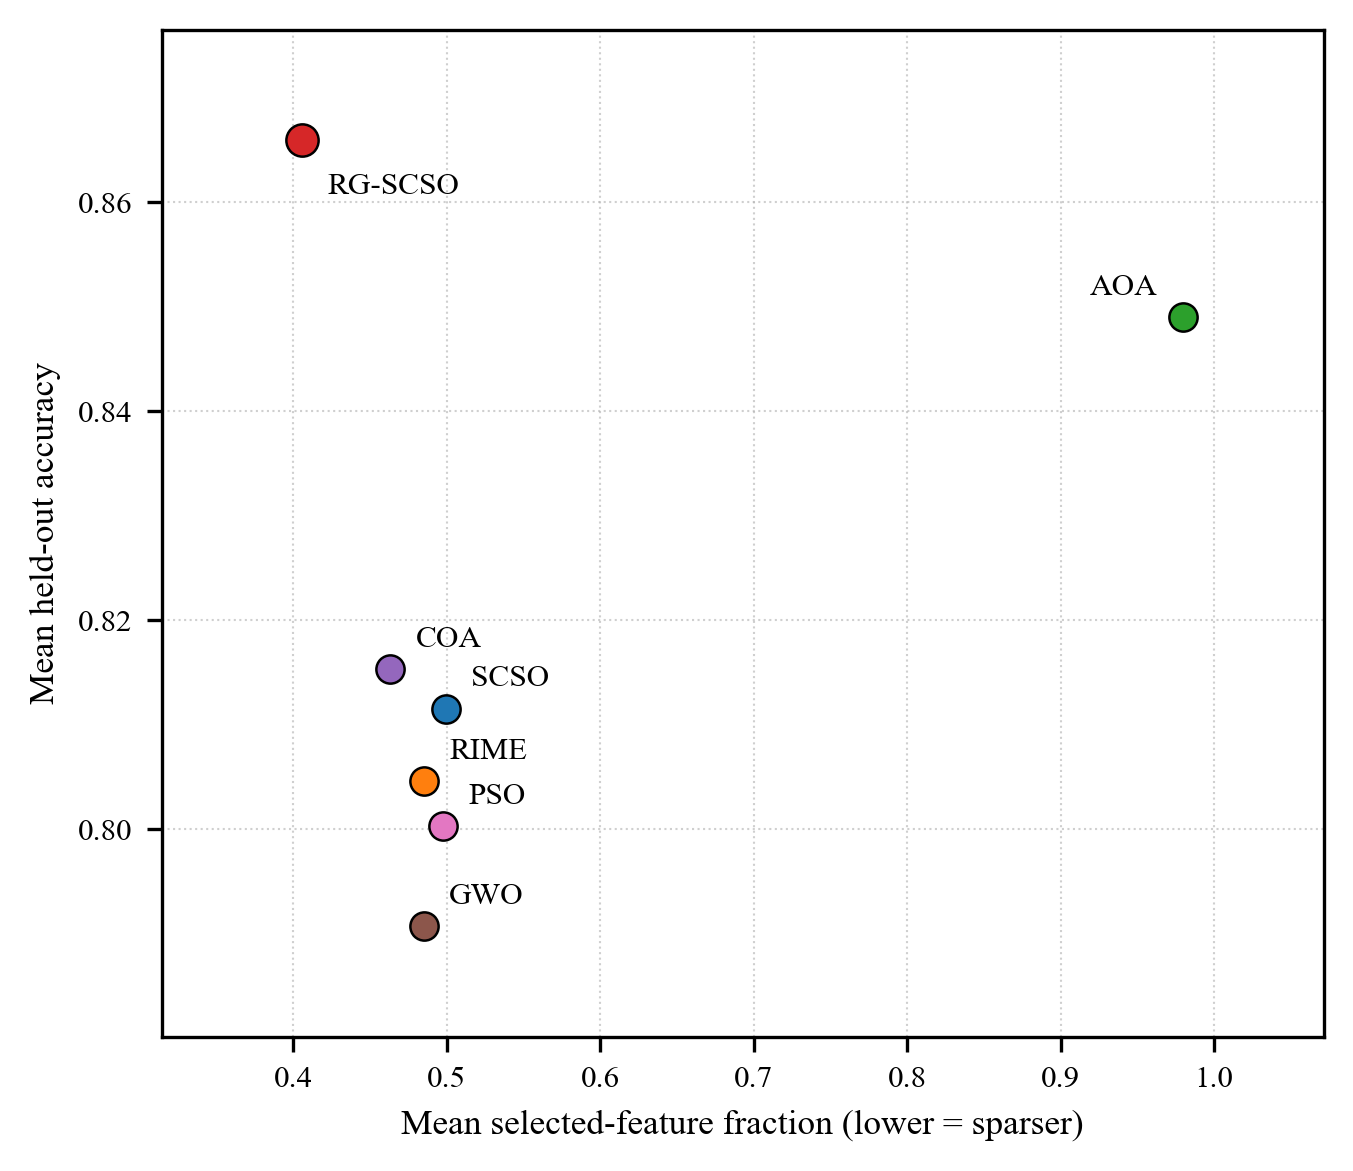 RG-SCSO
0.86
AOA
0.84
Mean held-out accuracy
0.82
COA
SCSO
RIME
PSO
0.80
GWO
0.4 0.5 0.6 0.7 0.8 0.9 1.0
Mean selected-feature fraction (lower = sparser)